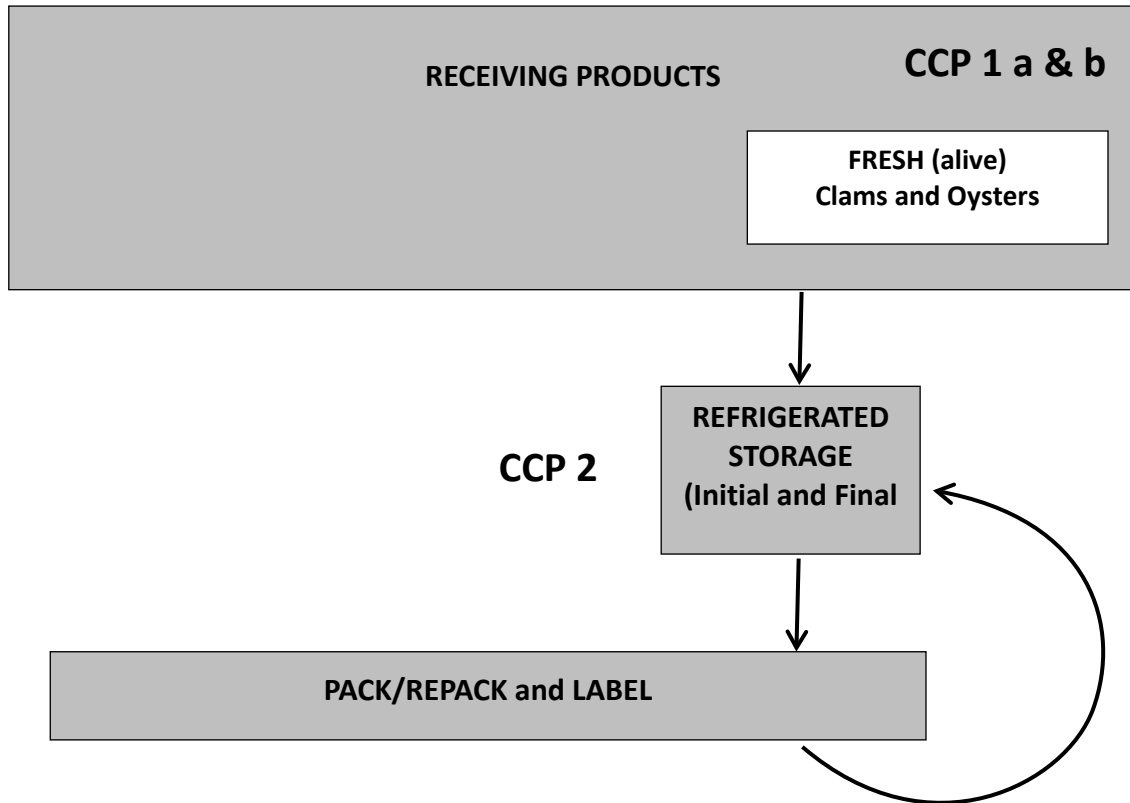 RECEIVING PRODUCTS
CCP 1 a & b
FRESH (alive)
Clams and Oysters
REFRIGERATED
STORAGE
(Initial and Final
CCP 2
PACK/REPACK and LABEL